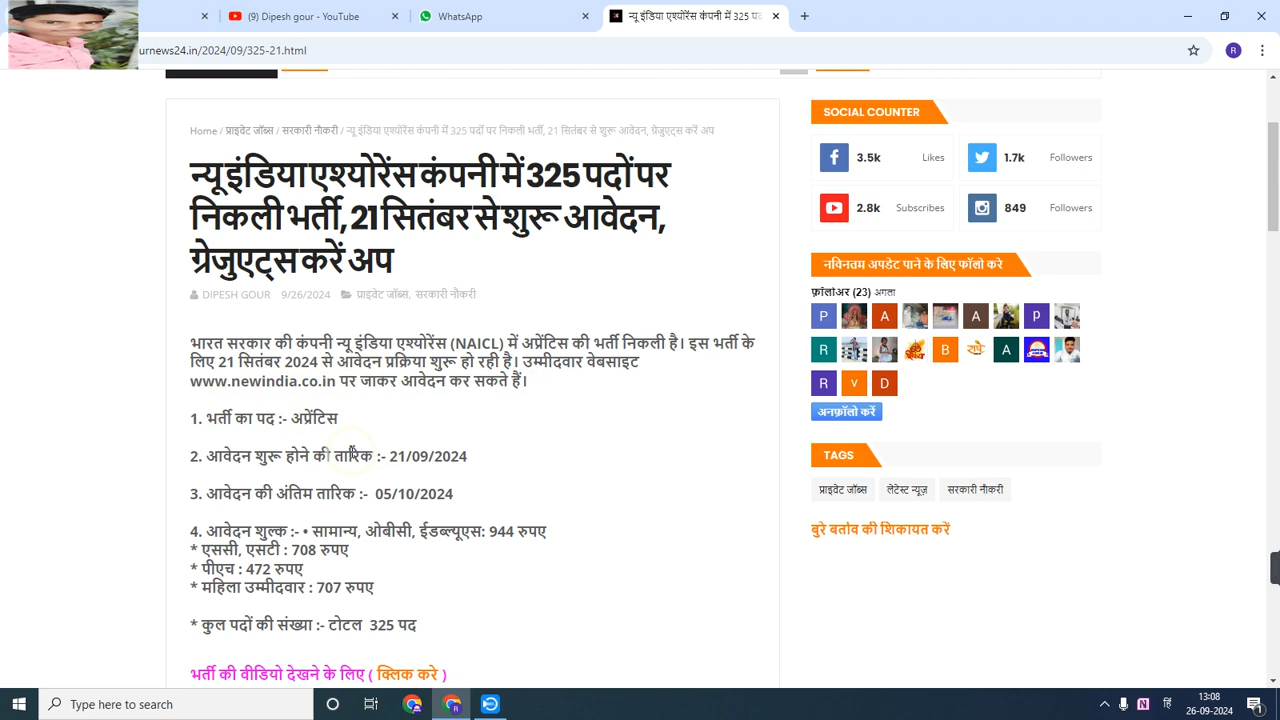 (9) Dipesh gour - YouTube
WhatsApp
न्यू इंडिया एश्योरेंस कंपनी में 325 पद
urnews24.in/2024/09/325-21.html
R
Home / प्राइवेट जॉब्स / सरकारी नौकरी / न्यू इंडिया एश्योरेंस कंपनी में 325 पदों पर निकली भर्ती, 21 सितंबर से शुरू आवेदन, ग्रेजुएट्स करें अप
न्यू इंडिया एश्योरेंस कंपनी में 325 पदों पर
निकली भर्ती, 21 सितंबर से शुरू आवेदन,
ग्रेजुएट्स करें अप
DIPESH GOUR 9/26/2024 प्राइवेट जॉब्स, सरकारी नौकरी
भारत सरकार की कंपनी न्यू इंडिया एश्योरेंस (NAICL) में अप्रेंटिस की भर्ती निकली है। इस भर्ती के
लिए 21 सितंबर 2024 से आवेदन प्रक्रिया शुरू हो रही है। उम्मीदवार वेबसाइट
www.newindia.co.in पर जाकर आवेदन कर सकते हैं।
1. भर्ती का पद :- अप्रेंटिस
2. आवेदन शुरू होने की तारिक :- 21/09/2024
3. आवेदन की अंतिम तारिक :- 05/10/2024
4. आवेदन शुल्क :- • सामान्य, ओबीसी, ईडब्ल्यूएस: 944 रुपए
* एससी, एसटी : 708 रुपए
* पीएच : 472 रुपए
* महिला उम्मीदवार : 707 रुपए
* कुल पदों की संख्या :- टोटल 325 पद
भर्ती की वीडियो देखने के लिए ( क्लिक करे )
SOCIAL COUNTER
3.5k Likes
1.7k Followers
2.8k Subscribes
849 Followers
नविनतम अपडेट पाने के लिए फॉलो करे
फ़ॉलोअर (23) अगला
P A A p
R B A
R v D
अनफ़ॉलो करें
TAGS
प्राइवेट जॉब्स लेटेस्ट न्यूज़ सरकारी नौकरी
बुरे बर्ताव की शिकायत करें
Type here to search
13:08
26-09-2024